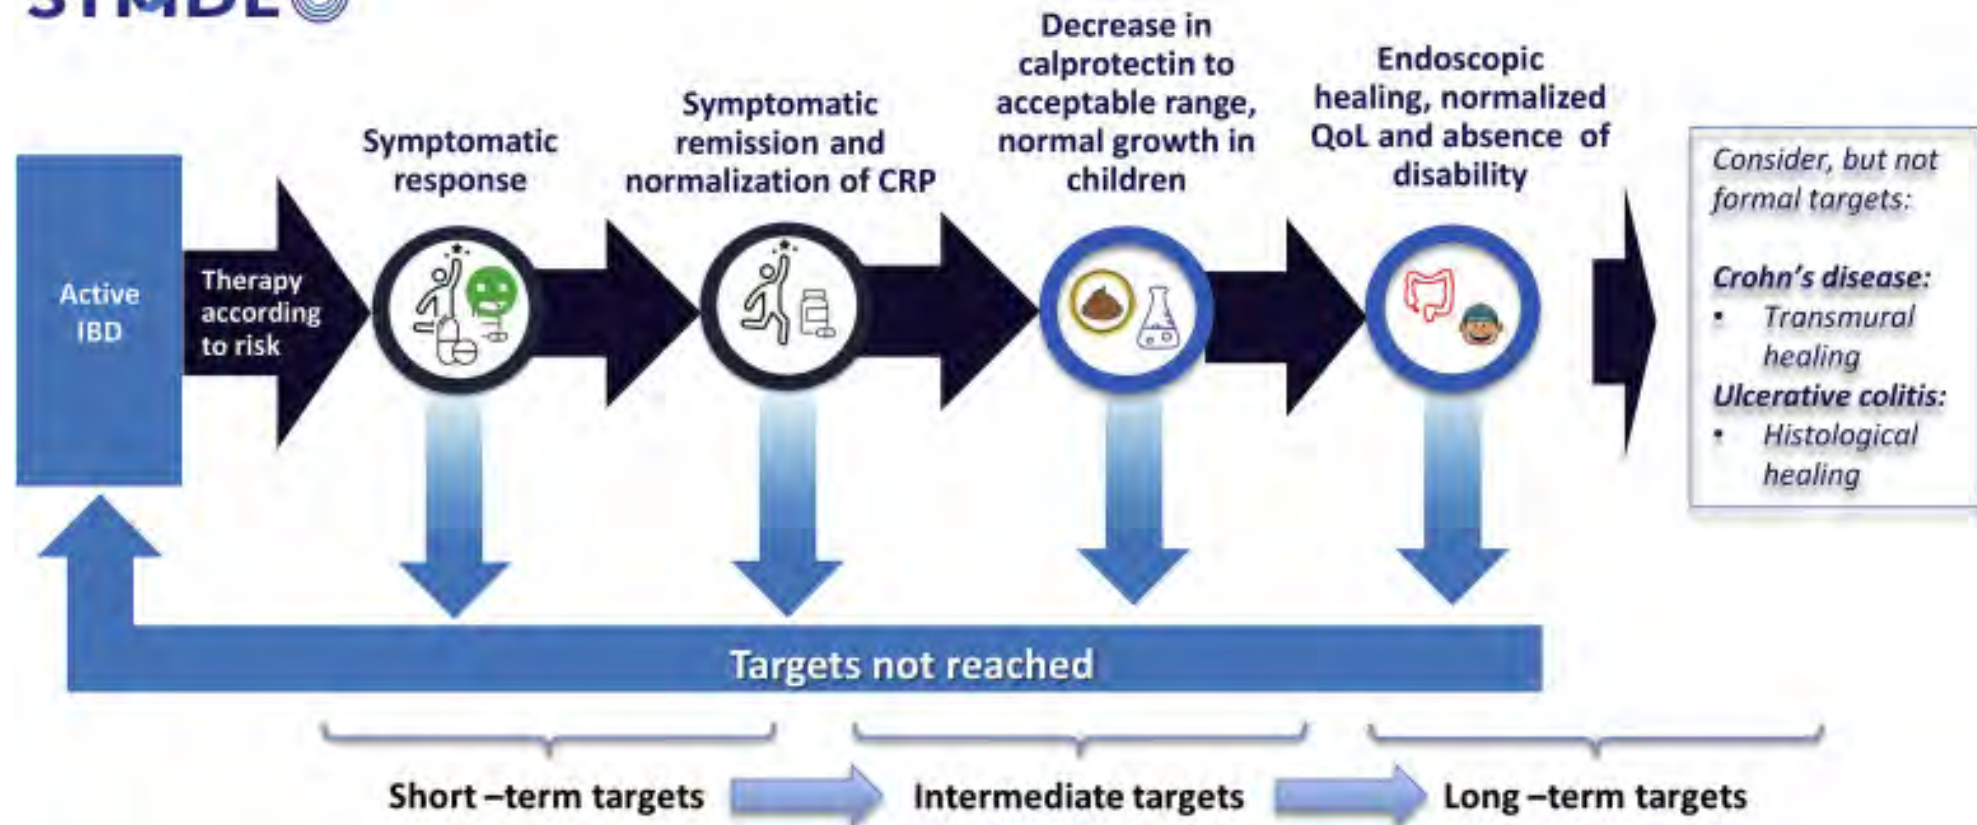 Decrease in
calprotectin to
acceptable range,
normal growth in
children
Endoscopic
healing, normalized
QoL and absence of
disability
Symptomatic
remission and
normalization of CRP
Symptomatic
response
Active
IBD
Therapy
according
to risk
Consider, but not
formal targets:
Crohn's disease:
• Transmural
healing
Ulcerative colitis:
• Histological
healing
Targets not reached
Short –term targets
Intermediate targets
Long –term targets